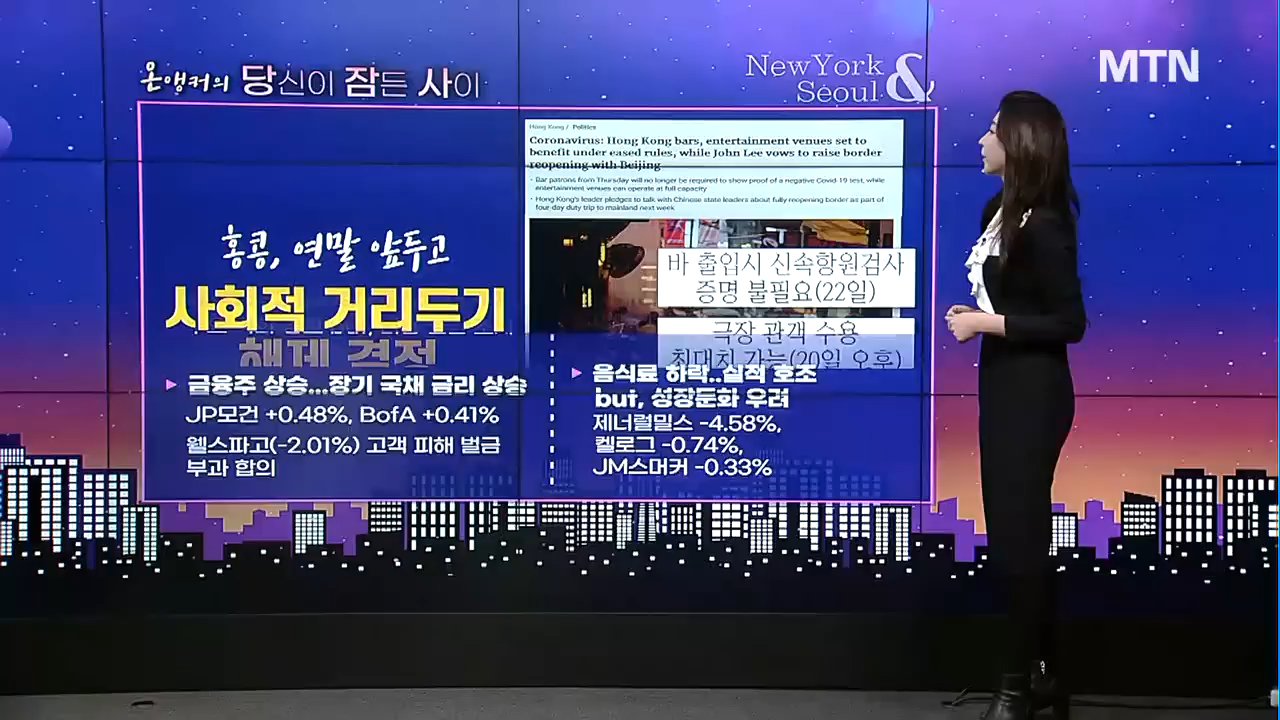 온앵커의 당신이 잠든 사이
New York
& Seoul
MTN
Hong Kong / Politics
Coronavirus: Hong Kong bars, entertainment venues set to
benefit under eased rules, while John Lee vows to raise border
reopening with Beijing
Bar patrons from Thursday will no longer be required to show proof of a negative Covid-19 test, while
entertainment venues can operate at full capacity
Hong Kong's leader pledges to talk with Chinese state leaders about fully reopening border as part of
four-day duty trip to mainland next week
홍콩, 연말 앞두고
사회적 거리두기
해제 결정
바 출입시 신속항원검사
증명 불필요(22일)
극장 관객 수용
최대치 가능(20일 오후)
▶ 금융주 상승...장기 국채 금리 상승
JP모건 +0.48%, BofA +0.41%
웰스파고(-2.01%) 고객 피해 벌금
부과 합의
▶ 음식료 하락..실적 호조
but, 성장둔화 우려
제너럴밀스 -4.58%,
켈로그 -0.74%,
JM스머커 -0.33%